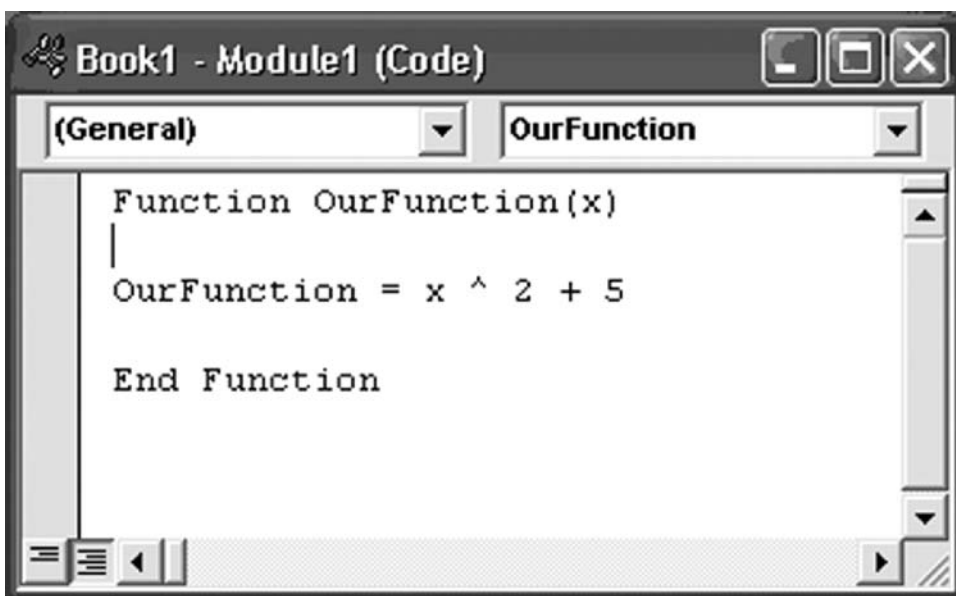 Book1 - Module1 (Code)
(General) OurFunction
Function OurFunction(x)
OurFunction = x ^ 2 + 5
End Function